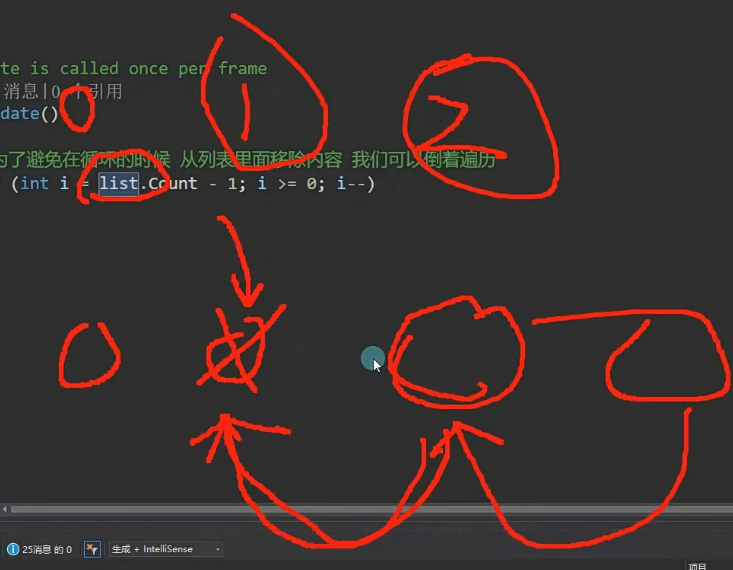 te is called once per frame
消息|0 个引用
date()
为了避免在循环的时候 从列表里面移除内容 我们可以倒着遍历
(int i = list.Count - 1; i >= 0; i--)
1
2
25消息 的 0
生成 + IntelliSense
项目